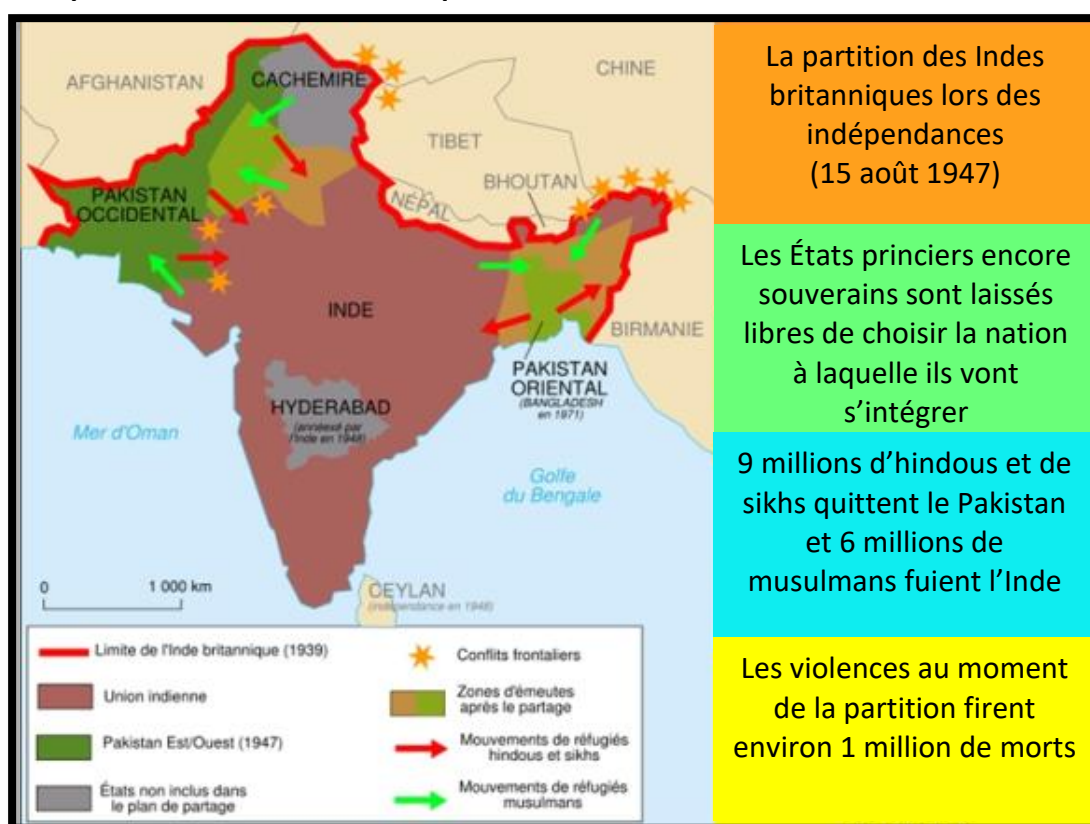 AFGHANISTAN
CACHEMIRE
CHINE
TIBET
BHOUTAN
NÉPAL
PAKISTAN
OCCIDENTAL
INDE
BIRMANIE
PAKISTAN
ORIENTAL
(BANGLADESH
en 1971)
HYDERABAD
(annéxé par
l'Inde en 1948)
Mer d'Oman
Golfe
du Bengale
0 1 000 km
CEYLAN
(indépendance en 1948)
Limite de l'Inde britannique (1939)
Union indienne
Pakistan Est/Ouest (1947)
États non inclus dans
le plan de partage
Conflits frontaliers
Zones d'émeutes
après le partage
Mouvements de réfugiés
hindous et sikhs
Mouvements de réfugiés
musulmans
La partition des Indes
britanniques lors des
indépendances
(15 août 1947)
Les États princiers encore
souverains sont laissés
libres de choisir la nation
à laquelle ils vont
s’intégrer
9 millions d’hindous et de
sikhs quittent le Pakistan
et 6 millions de
musulmans fuient l’Inde
Les violences au moment
de la partition firent
environ 1 million de morts